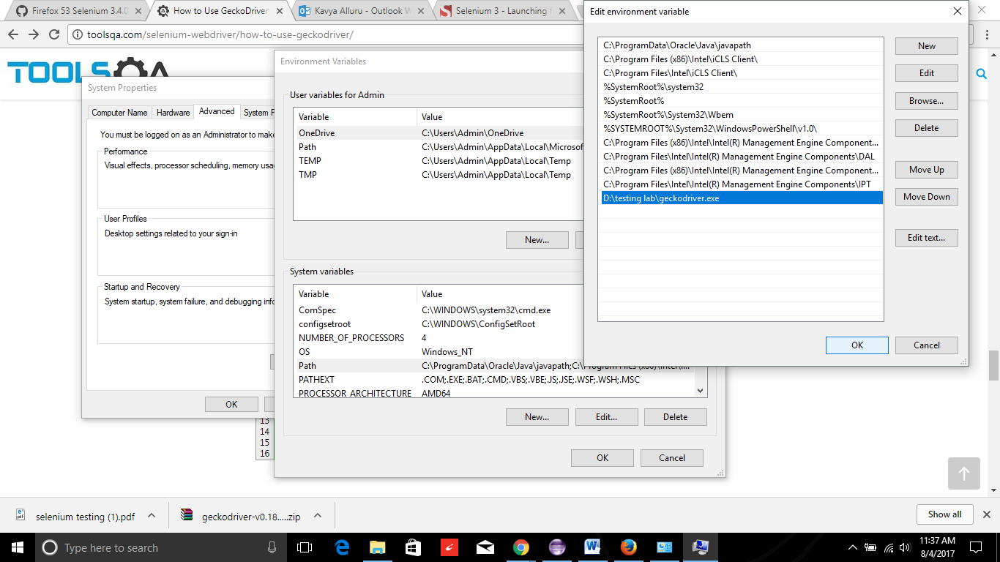 Firefox 53 Selenium 3.4.0
How to Use GeckoDriver
Kavya Alluru - Outlook W
Selenium 3 - Launching f
toolsqa.com/selenium-webdriver/how-to-use-geckodriver/
TOOLSQA
System Properties
Computer Name
Hardware
Advanced
System P
You must be logged on as an Administrator to make
Performance
Visual effects, processor scheduling, memory usag
User Profiles
Desktop settings related to your sign-in
Startup and Recovery
System startup, system failure, and debugging info
OK
13
14
15
16
Environment Variables
User variables for Admin
Variable Value
OneDrive C:\Users\Admin\OneDrive
Path C:\Users\Admin\AppData\Local\Microsof
TEMP C:\Users\Admin\AppData\Local\Temp
TMP C:\Users\Admin\AppData\Local\Temp
New...
System variables
Variable Value
ComSpec C:\WINDOWS\system32\cmd.exe
configsetroot C:\WINDOWS\ConfigSetRoot
NUMBER_OF_PROCESSORS 4
OS Windows_NT
Path C:\ProgramData\Oracle\Java\javapath;C:\Program Files (x86)\Intel\i...
PATHEXT .COM;.EXE;.BAT;.CMD;.VBS;.VBE;.JS;.JSE;.WSF;.WSH;.MSC
PROCESSOR_ARCHITECTURE AMD64
New... Edit... Delete
OK Cancel
Edit environment variable
C:\ProgramData\Oracle\Java\javapath
C:\Program Files (x86)\Intel\iCLS Client\
C:\Program Files\Intel\iCLS Client\
%SystemRoot%\system32
%SystemRoot%
%SystemRoot%\System32\Wbem
%SYSTEMROOT%\System32\WindowsPowerShell\v1.0\
C:\Program Files (x86)\Intel\Intel(R) Management Engine Component...
C:\Program Files\Intel\Intel(R) Management Engine Components\DAL
C:\Program Files (x86)\Intel\Intel(R) Management Engine Component...
C:\Program Files\Intel\Intel(R) Management Engine Components\IPT
D:\testing lab\geckodriver.exe
New
Edit
Browse...
Delete
Move Up
Move Down
Edit text...
OK Cancel
selenium testing (1).pdf
geckodriver-v0.18.....zip
Show all
Type here to search
11:37 AM
8/4/2017